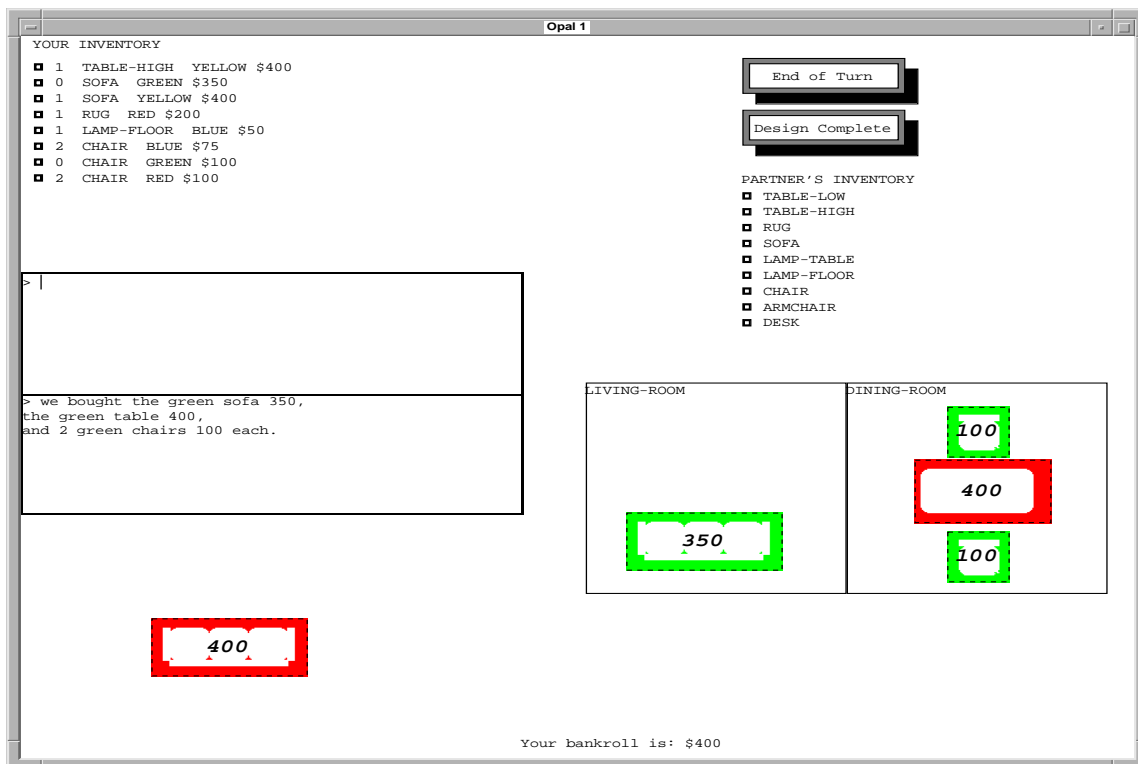 Opal 1
YOUR INVENTORY
1 TABLE-HIGH YELLOW $400
0 SOFA GREEN $350
1 SOFA YELLOW $400
1 RUG RED $200
1 LAMP-FLOOR BLUE $50
2 CHAIR BLUE $75
0 CHAIR GREEN $100
2 CHAIR RED $100
End of Turn
Design Complete
PARTNER'S INVENTORY
TABLE-LOW
TABLE-HIGH
RUG
SOFA
LAMP-TABLE
LAMP-FLOOR
CHAIR
ARMCHAIR
DESK
>
> we bought the green sofa 350,
the green table 400,
and 2 green chairs 100 each.
LIVING-ROOM
350
DINING-ROOM
100
400
100
400
Your bankroll is: $400